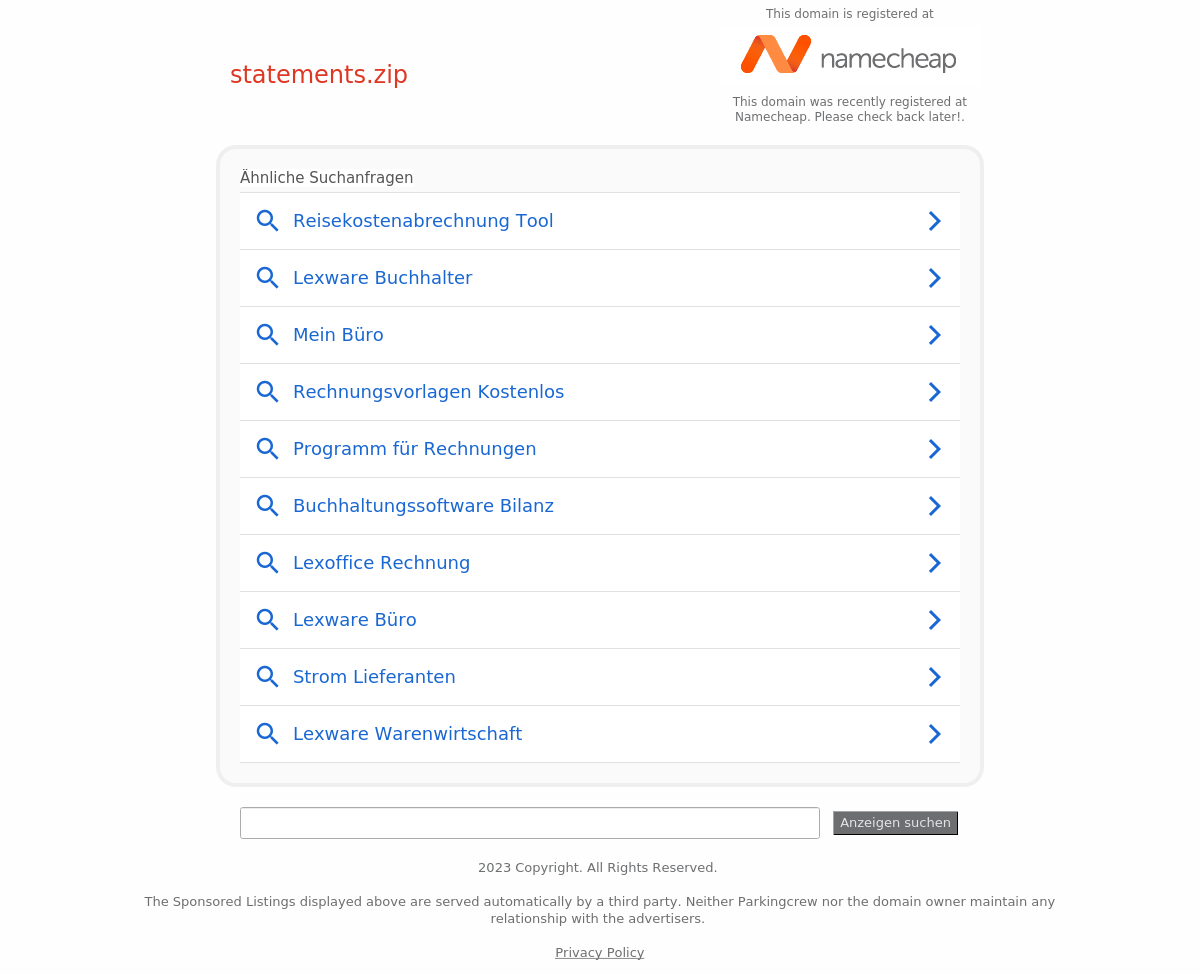 This domain is registered at
namecheap
statements.zip
This domain was recently registered at
Namecheap. Please check back later!.
Ähnliche Suchanfragen
Reisekostenabrechnung Tool
Lexware Buchhalter
Mein Büro
Rechnungsvorlagen Kostenlos
Programm für Rechnungen
Buchhaltungssoftware Bilanz
Lexoffice Rechnung
Lexware Büro
Strom Lieferanten
Lexware Warenwirtschaft
Anzeigen suchen
2023 Copyright. All Rights Reserved.
The Sponsored Listings displayed above are served automatically by a third party. Neither Parkingcrew nor the domain owner maintain any
relationship with the advertisers.
Privacy Policy